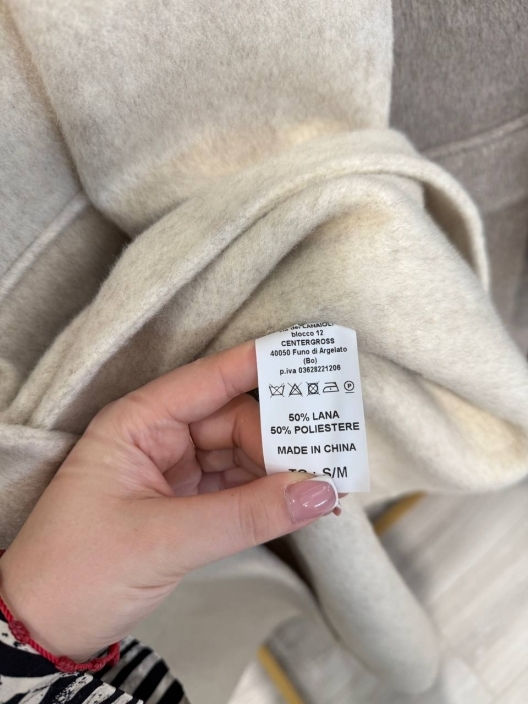 blocco 12
CENTERGROSS
40050 Funo di Argelato
(Bo)
p.iva 03628221206
P
50% LANA
50% POLIESTERE
MADE IN CHINA
S/M